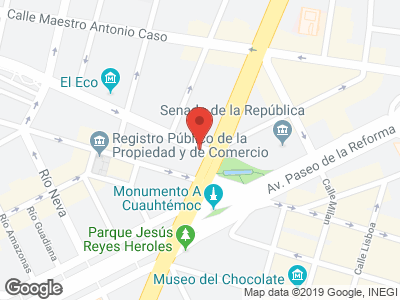 Calle Maestro Antonio Caso
El Eco
Senado de la
República
Registro Público de la
Propiedad y de Comercio
Av. Paseo de la Reforma
Río Neva
Monumento A
Cuauhtémoc
Calle Milan
Río Guadiana
Río Amazonas
Parque Jesús
Reyes Heroles
Calle Lisboa
Museo del Chocolate
Google
Map data ©2019 Google, INEGI